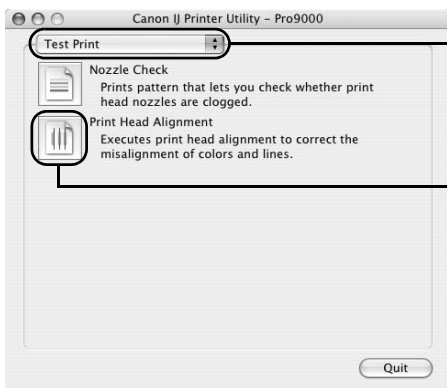 Canon IJ Printer Utility – Pro9000
Test Print
Nozzle Check
Prints pattern that lets you check whether print
head nozzles are clogged.
Print Head Alignment
Executes print head alignment to correct the
misalignment of colors and lines.
Quit